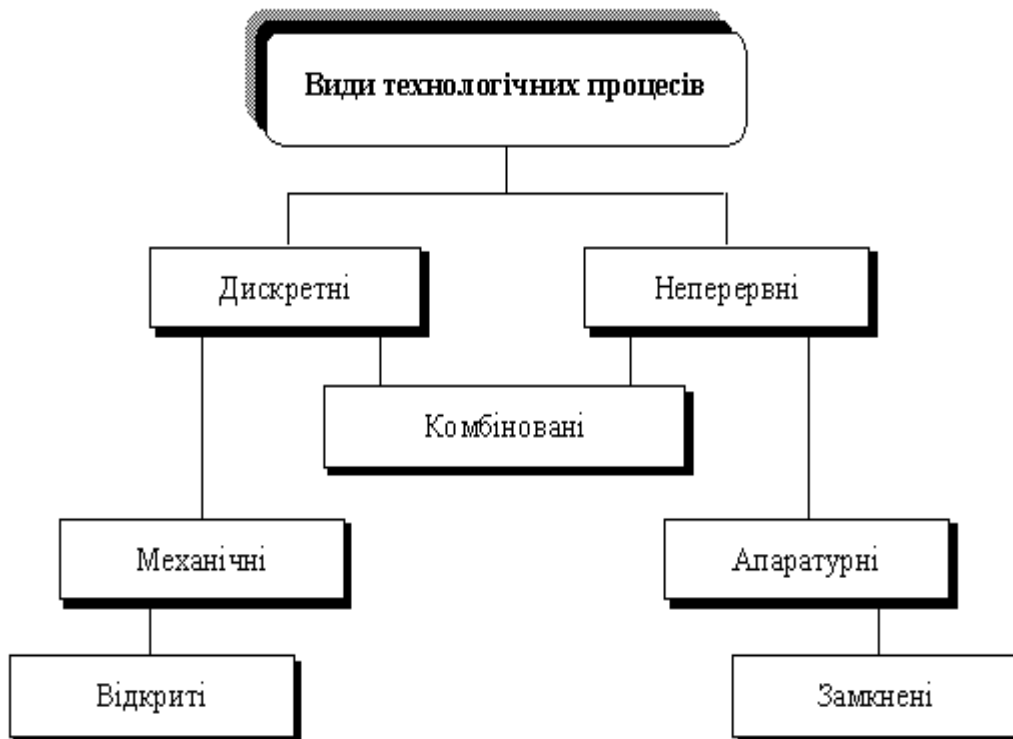 Види технологічних процесів
Дискретні
Неперервні
Комбіновані
Механічні
Апаратурні
Відкриті
Замкнені